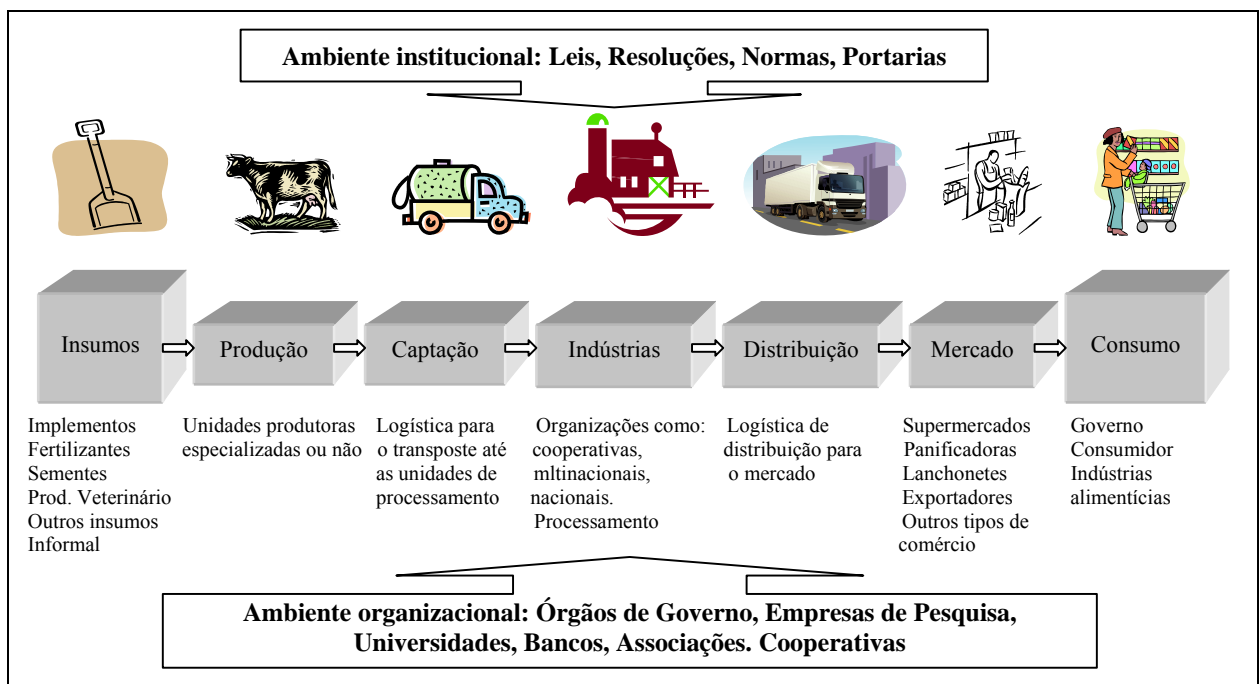 Ambiente institucional: Leis, Resoluções, Normas, Portarias
Insumos
Produção
Captação
Indústrias
Distribuição
Mercado
Consumo
Implementos
Fertilizantes
Sementes
Prod. Veterinário
Outros insumos
Informal
Unidades produtoras
especializadas ou não
Logística para
o transposte até
as unidades de
processamento
Organizações como:
cooperativas,
mltinacionais,
nacionais.
Processamento
Logística de
distribuição para
o mercado
Supermercados
Panificadoras
Lanchonetes
Exportadores
Outros tipos de
comércio
Governo
Consumidor
Indústrias
alimentícias
Ambiente organizacional: Órgãos de Governo, Empresas de Pesquisa,
Universidades, Bancos, Associações. Cooperativas